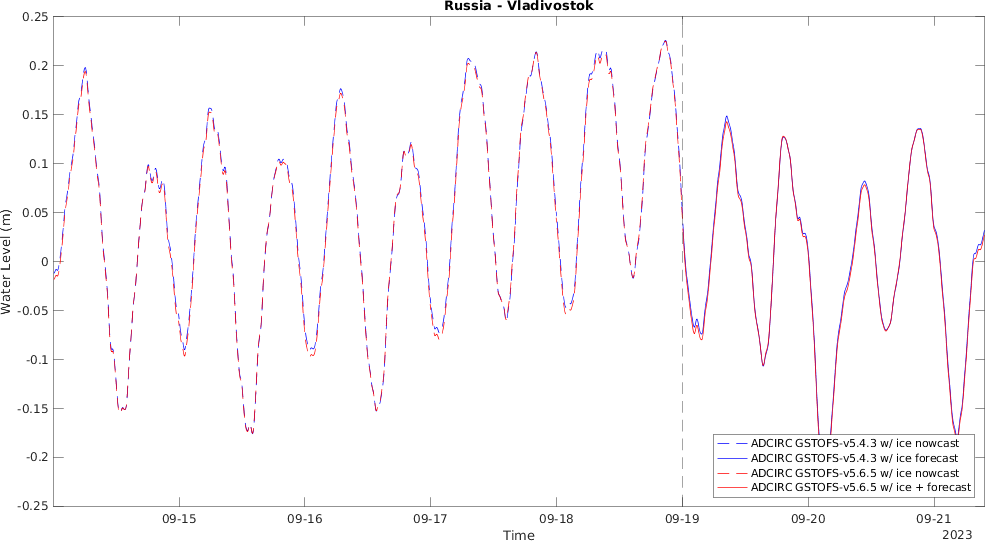 Russia - Vladivostok
0.25
0.2
0.15
0.1
0.05
0
-0.05
-0.1
-0.15
-0.2
-0.25
Water Level (m)
ADCIRC GSTOFS-v5.4.3 w/ ice nowcast
ADCIRC GSTOFS-v5.4.3 w/ ice forecast
ADCIRC GSTOFS-v5.6.5 w/ ice nowcast
ADCIRC GSTOFS-v5.6.5 w/ ice + forecast
09-15 09-16 09-17 09-18 09-19 09-20 09-21
Time
2023